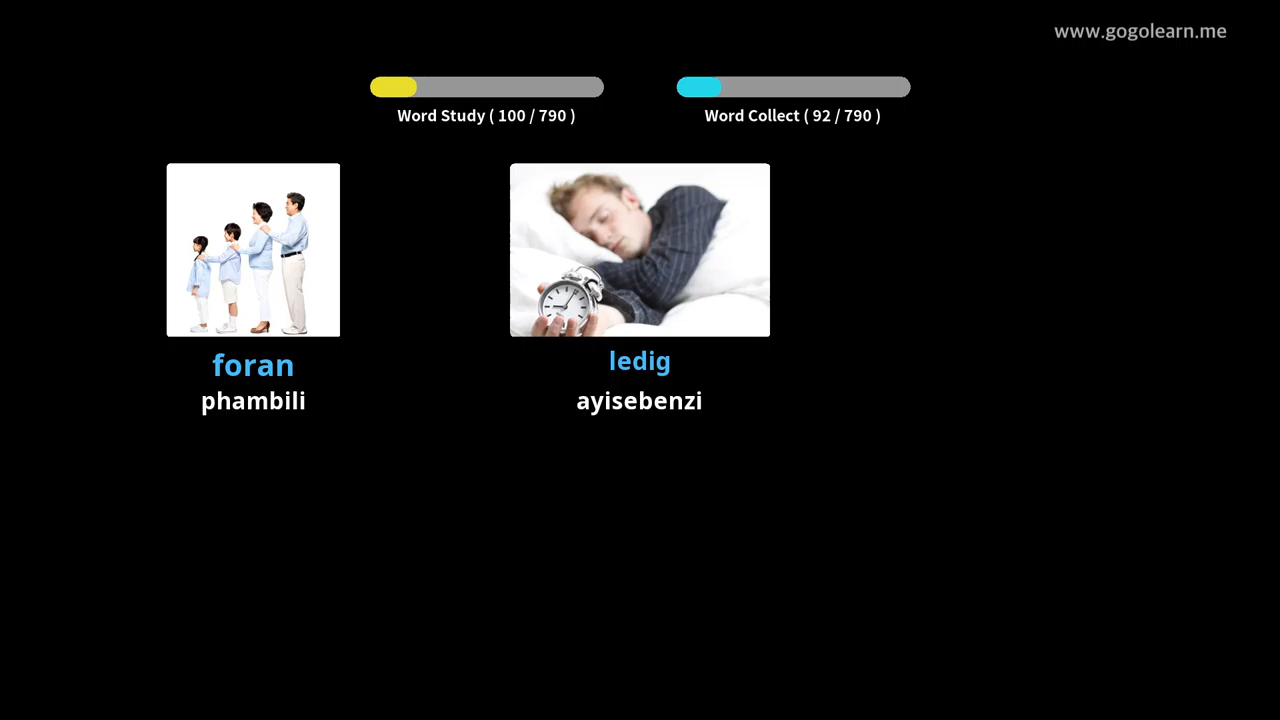 www.gogolearn.me
Word Study ( 100 / 790 )
Word Collect ( 92 / 790 )
foran
phambili
ledig
ayisebenzi